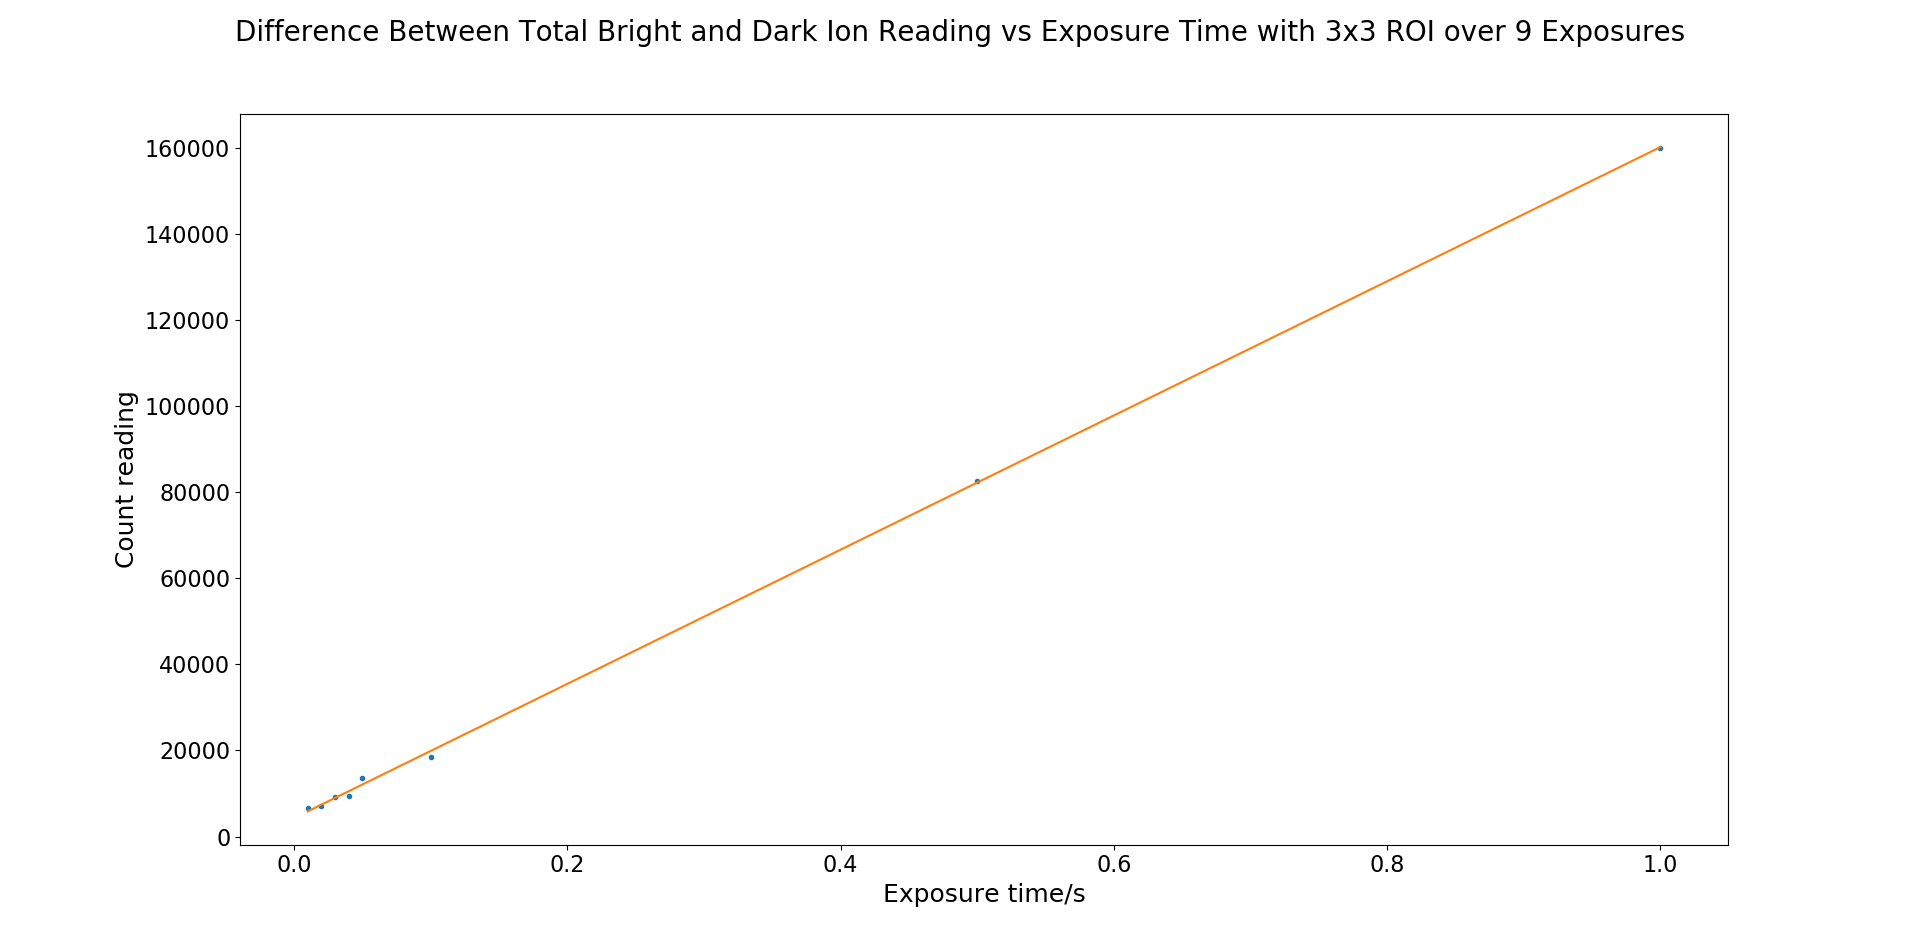 Difference Between Total Bright and Dark Ion Reading vs Exposure Time with 3x3 ROI over 9 Exposures
160000
140000
120000
100000
80000
60000
40000
20000
0
Count reading
0.0 0.2 0.4 0.6 0.8 1.0
Exposure time/s